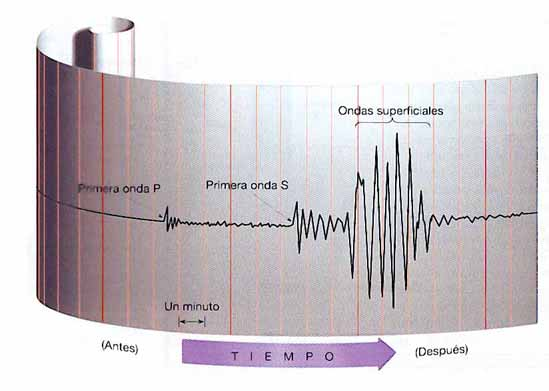 Ondas superficiales
Primera onda P
Primera onda S
Un minuto
(Antes)
TIEMPO
(Después)